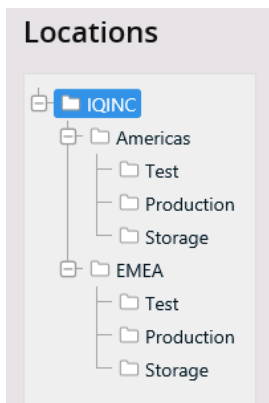 Locations
IQINC
Americas
Test
Production
Storage
EMEA
Test
Production
Storage